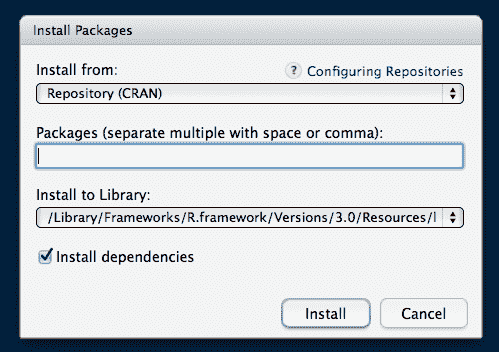 Install Packages
Install from:
? Configuring Repositories
Repository (CRAN)
Packages (separate multiple with space or comma):
Install to Library:
/Library/Frameworks/R.framework/Versions/3.0/Resources/l
Install dependencies
Install
Cancel